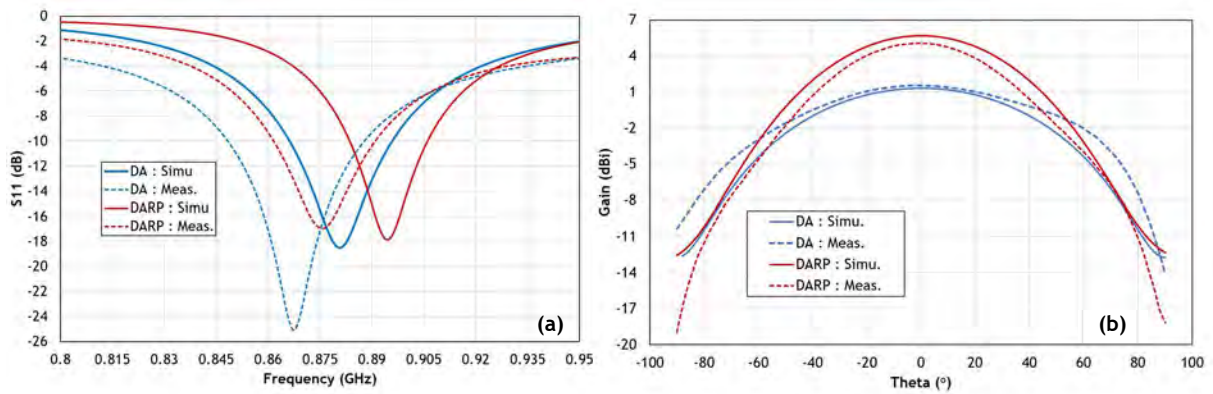 0
-2
-4
-6
-8
-10
-12
-14
-16
-18
-20
-22
-24
-26
S11 (dB)
DA : Simu
DA : Meas.
DARP : Simu
DARP : Meas.
(a)
0.8 0.815 0.83 0.845 0.86 0.875 0.89 0.905 0.92 0.935 0.95
Frequency (GHz)
7
4
1
-2
-5
-8
-11
-14
-17
-20
Gain (dBi)
DA : Simu.
DA : Meas.
DARP : Simu.
DARP : Meas.
(b)
-100 -80 -60 -40 -20 0 20 40 60 80 100
Theta (°)